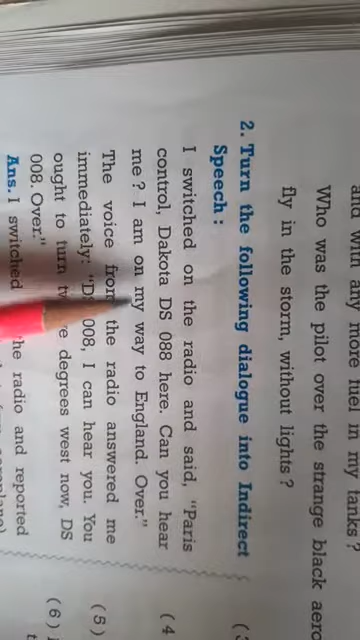 and with any more fuel in my tanks?
Who was the pilot over the strange black
fly in the storm, without lights?
2. Turn the following dialogue into Indirect
Speech:
I switched on the radio and said, "Paris
control, Dakota DS 088 here. Can you hear
me? I am on my way to England. Over."
The voice from the radio answered me
immediately: "DS 008, I can hear you. You
ought to turn degrees west now, DS
008. Over."
Ans. I switched the radio and reported
(4
(5)
(6)